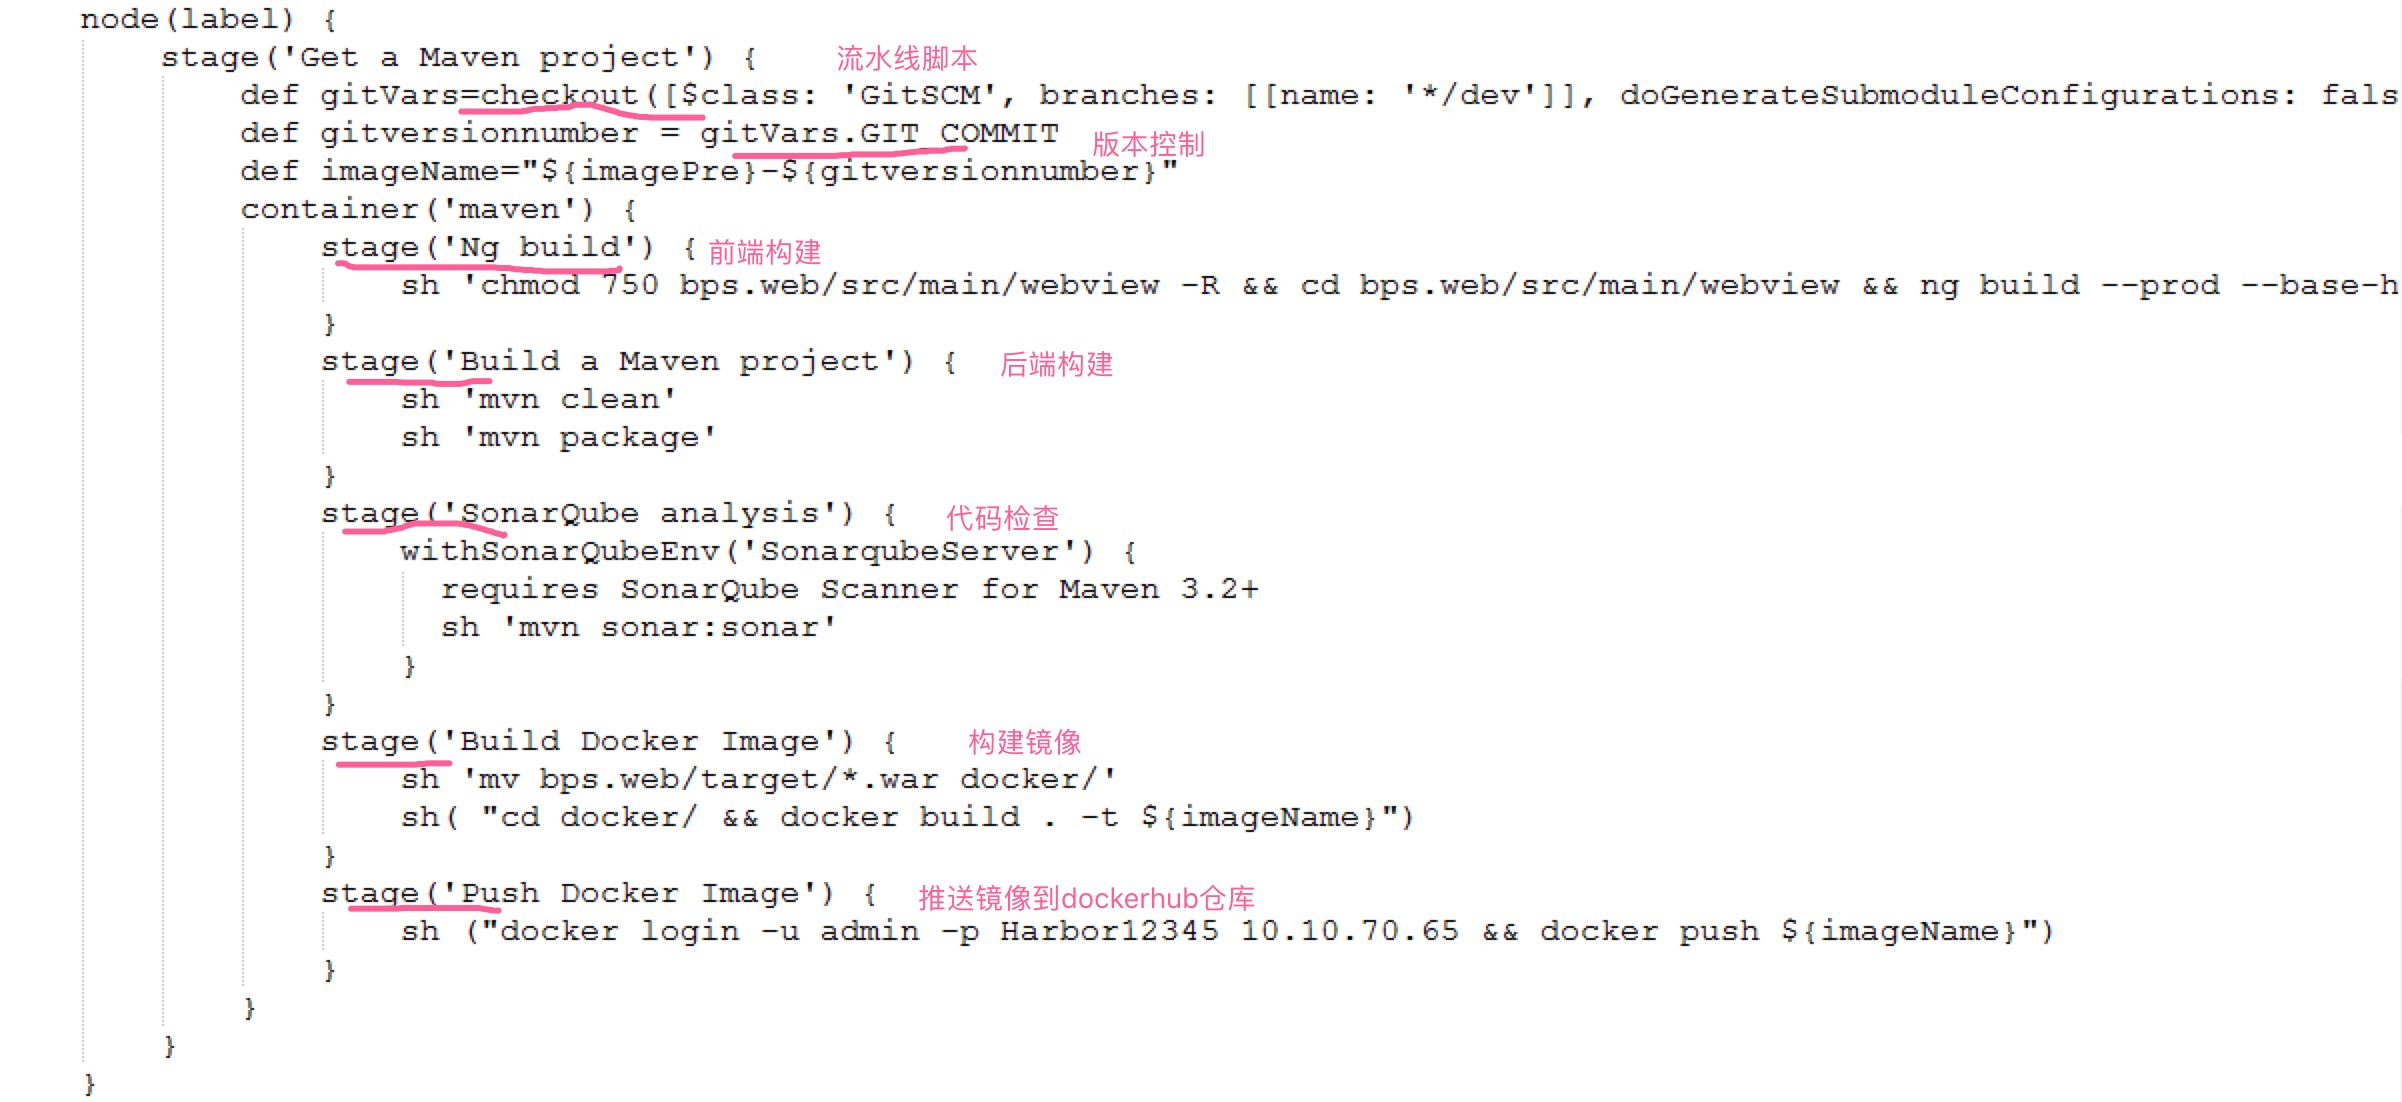 node(label) {
stage('Get a Maven project') { 流水线脚本
def gitVars=checkout([$class: 'GitSCM', branches: [[name: '*/dev']], doGenerateSubmoduleConfigurations: fals
def gitversionnumber = gitVars.GIT_COMMIT 版本控制
def imageName="${imagePre}-${gitversionnumber}"
container('maven') {
stage('Ng build') { 前端构建
sh 'chmod 750 bps.web/src/main/webview -R && cd bps.web/src/main/webview && ng build --prod --base-h
}
stage('Build a Maven project') { 后端构建
sh 'mvn clean'
sh 'mvn package'
}
stage('SonarQube analysis') { 代码检查
withSonarQubeEnv('SonarqubeServer') {
requires SonarQube Scanner for Maven 3.2+
sh 'mvn sonar:sonar'
}
}
stage('Build Docker Image') { 构建镜像
sh 'mv bps.web/target/*.war docker/'
sh( "cd docker/ && docker build . -t ${imageName}")
}
stage('Push Docker Image') { 推送镜像到dockerhub仓库
sh ("docker login -u admin -p Harbor12345 10.10.70.65 && docker push ${imageName}")
}
}
}
}